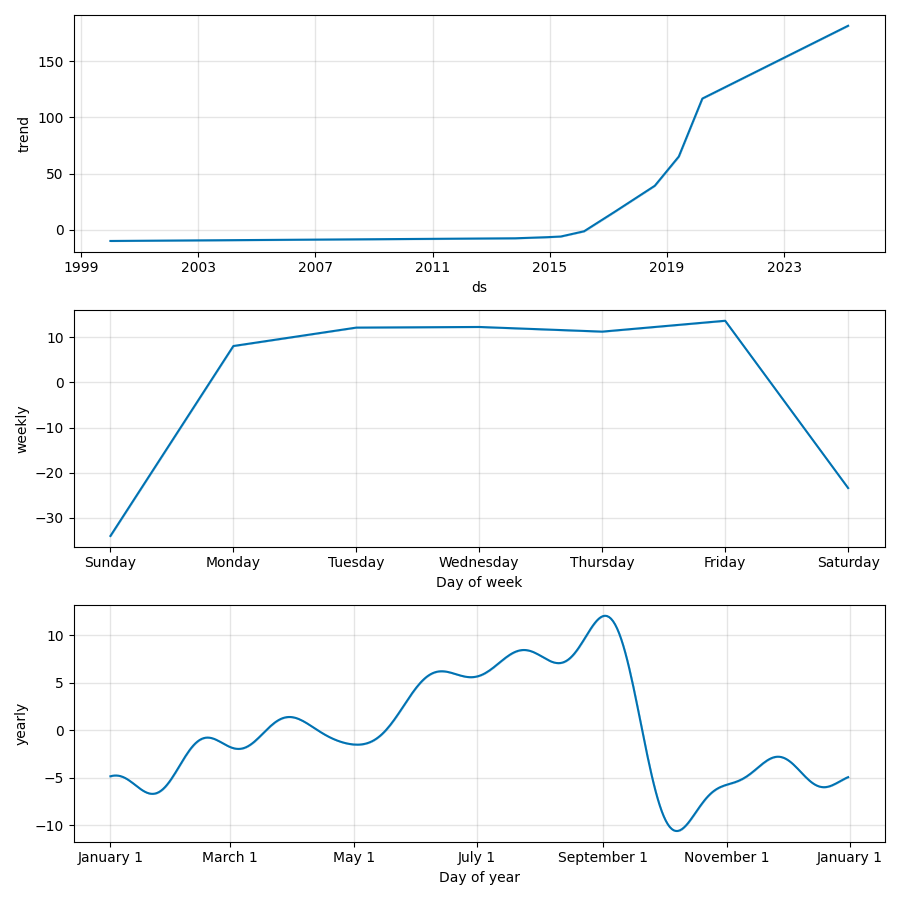 trend
150
100
50
0
1999 2003 2007 2011 2015 2019 2023
ds
weekly
10
0
−10
−20
−30
Sunday Monday Tuesday Wednesday Thursday Friday Saturday
Day of week
yearly
10
5
0
−5
−10
January 1 March 1 May 1 July 1 September 1 November 1 January 1
Day of year